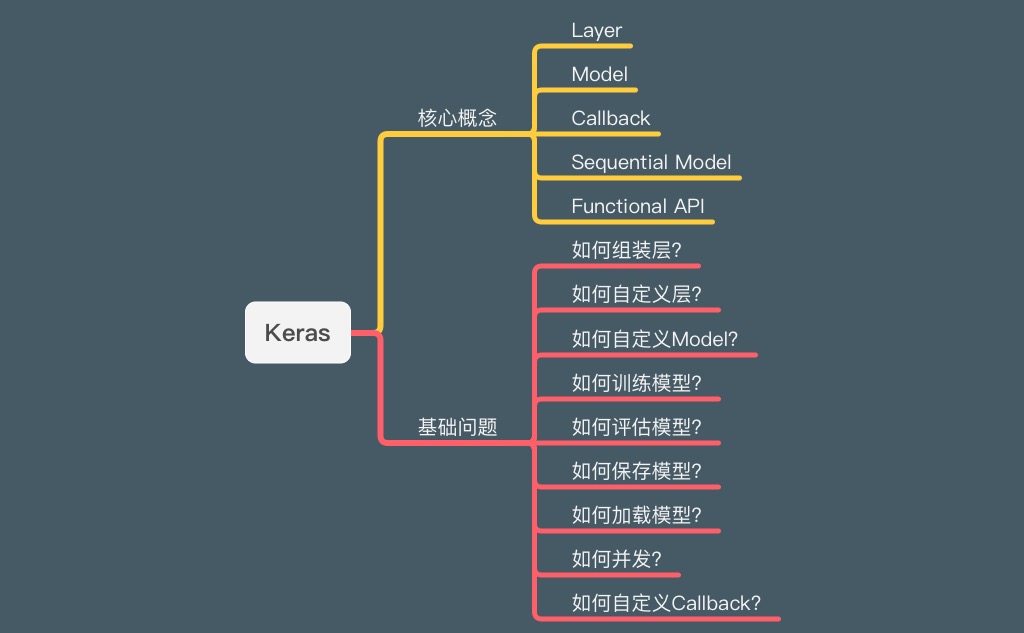 Keras
核心概念
Layer
Model
Callback
Sequential Model
Functional API
基础问题
如何组装层?
如何自定义层?
如何自定义Model?
如何训练模型?
如何评估模型?
如何保存模型?
如何加载模型?
如何并发?
如何自定义Callback?